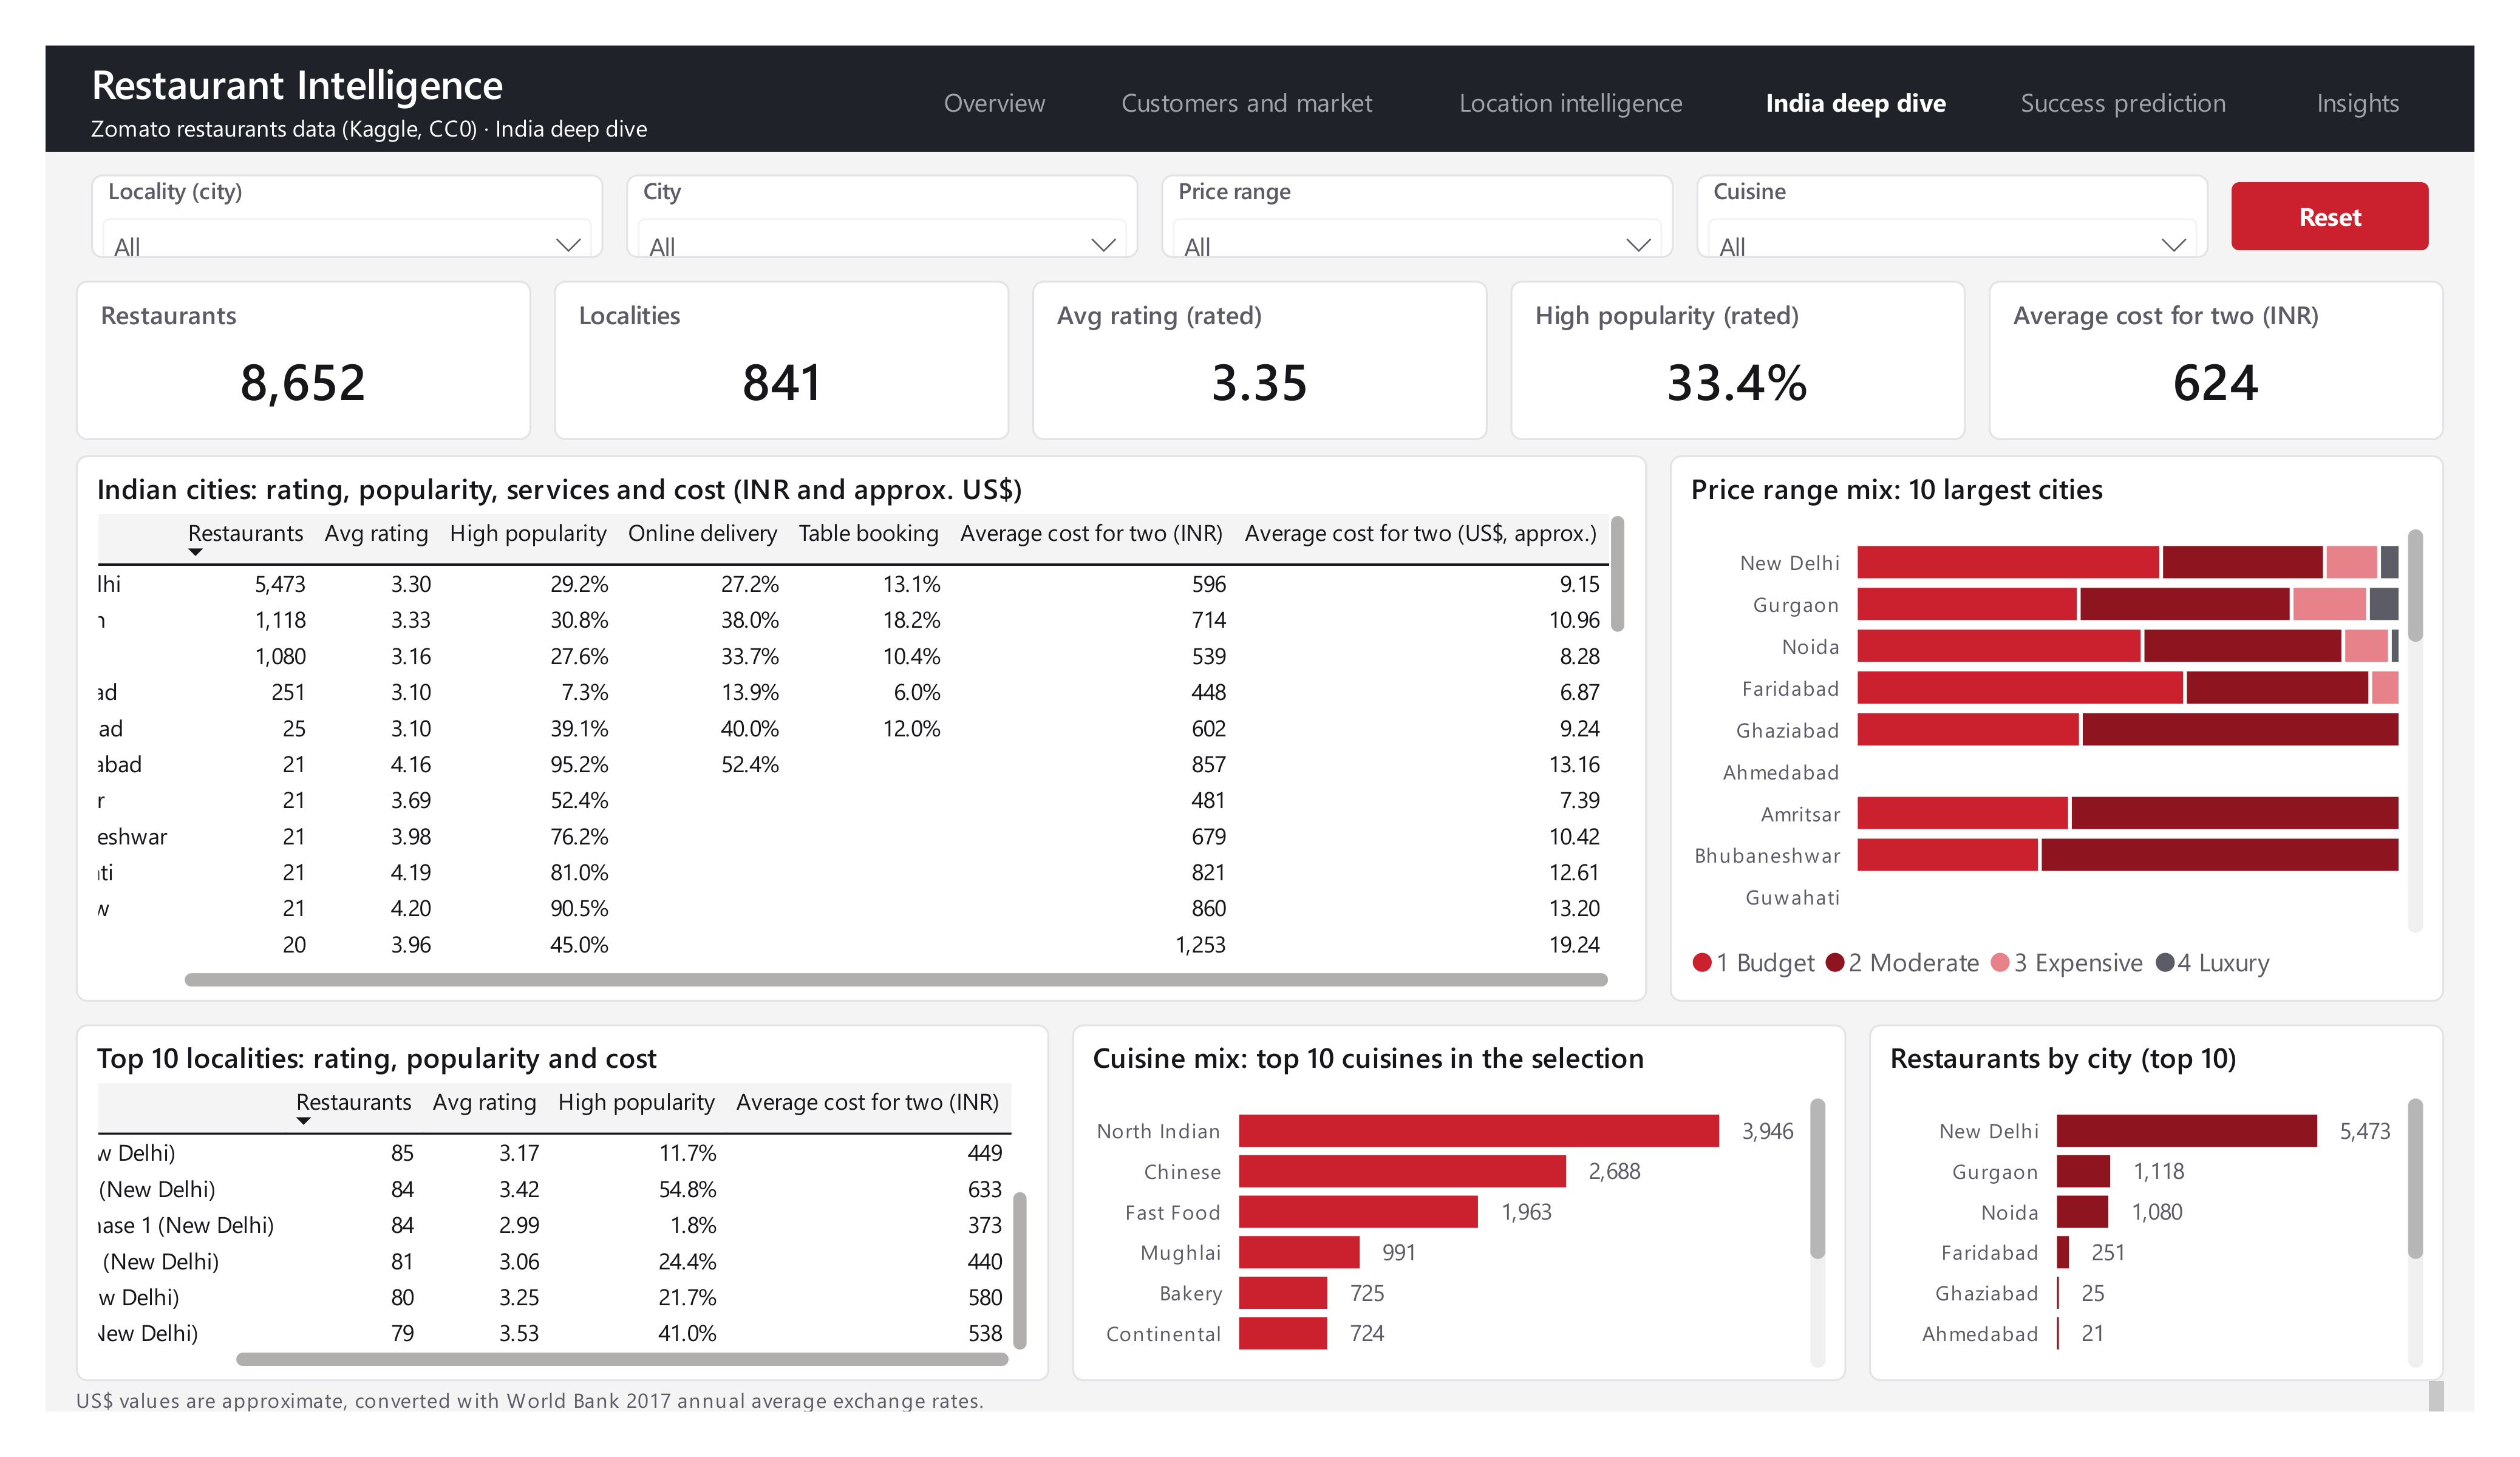 Restaurant Intelligence
Zomato restaurants data (Kaggle, CC0) · India deep dive
Overview Customers and market Location intelligence India deep dive Success prediction Insights
Locality (city) City Price range Cuisine
All All All All
Reset
Restaurants Localities Avg rating (rated) High popularity (rated) Average cost for two (INR)
8,652 841 3.35 33.4% 624
Indian cities: rating, popularity, services and cost (INR and approx. US$)
Restaurants Avg rating High popularity Online delivery Table booking Average cost for two (INR) Average cost for two (US$, approx.)
lhi 5,473 3.30 29.2% 27.2% 13.1% 596 9.15
1,118 3.33 30.8% 38.0% 18.2% 714 10.96
1,080 3.16 27.6% 33.7% 10.4% 539 8.28
ad 251 3.10 7.3% 13.9% 6.0% 448 6.87
ad 25 3.10 39.1% 40.0% 12.0% 602 9.24
abad 21 4.16 95.2% 52.4% 857 13.16
r 21 3.69 52.4% 481 7.39
eshwar 21 3.98 76.2% 679 10.42
ti 21 4.19 81.0% 821 12.61
w 21 4.20 90.5% 860 13.20
20 3.96 45.0% 1,253 19.24
Price range mix: 10 largest cities
New Delhi
Gurgaon
Noida
Faridabad
Ghaziabad
Ahmedabad
Amritsar
Bhubaneshwar
Guwahati
1 Budget 2 Moderate 3 Expensive 4 Luxury
Top 10 localities: rating, popularity and cost
Restaurants Avg rating High popularity Average cost for two (INR)
w Delhi) 85 3.17 11.7% 449
(New Delhi) 84 3.42 54.8% 633
ase 1 (New Delhi) 84 2.99 1.8% 373
(New Delhi) 81 3.06 24.4% 440
w Delhi) 80 3.25 21.7% 580
New Delhi) 79 3.53 41.0% 538
Cuisine mix: top 10 cuisines in the selection
North Indian 3,946
Chinese 2,688
Fast Food 1,963
Mughlai 991
Bakery 725
Continental 724
Restaurants by city (top 10)
New Delhi 5,473
Gurgaon 1,118
Noida 1,080
Faridabad 251
Ghaziabad 25
Ahmedabad 21
US$ values are approximate, converted with World Bank 2017 annual average exchange rates.